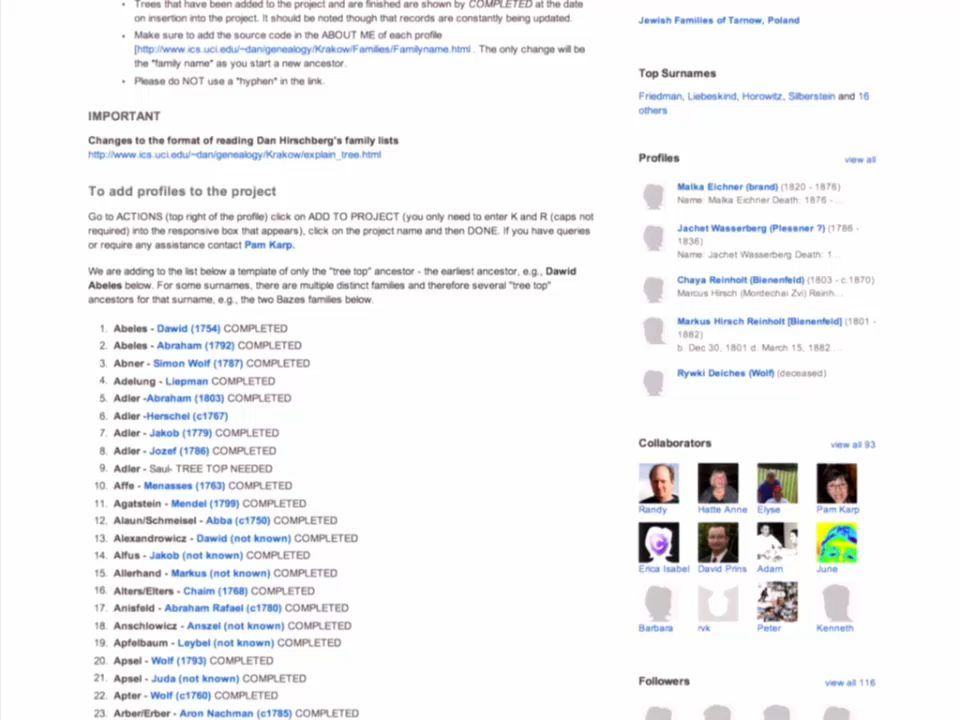 Trees that have been added to the project and are finished are shown by COMPLETED at the date
on insertion into the project. It should be noted though that records are constantly being updated.
Make sure to add the source code in the ABOUT ME of each profile
[http://www.ics.uci.edu/~dan/genealogy/Krakow/Families/Familyname.html . The only change will be
the "family name" as you start a new ancestor.
Please do NOT use a "hyphen" in the link.
IMPORTANT
Changes to the format of reading Dan Hirschberg's family lists
http://www.ics.uci.edu/~dan/genealogy/Krakow/explain_tree.html
To add profiles to the project
Go to ACTIONS (top right of the profile) click on ADD TO PROJECT (you only need to enter K and R (caps not
required) into the responsive box that appears), click on the project name and then DONE. If you have queries
or require any assistance contact Pam Karp.
We are adding to the list below a template of only the "tree top" ancestor - the earliest ancestor, e.g., Dawid
Abeles below. For some surnames, there are multiple distinct families and therefore several "tree top"
ancestors for that surname, e.g., the two Bazes families below.
1. Abeles - Dawid (1754) COMPLETED
2. Abeles - Abraham (1792) COMPLETED
3. Abner - Simon Wolf (1787) COMPLETED
4. Adelung - Liepman COMPLETED
5. Adler -Abraham (1803) COMPLETED
6. Adler -Herschel (c1767)
7. Adler - Jakob (1779) COMPLETED
8. Adler - Jozef (1786) COMPLETED
9. Adler - Saul- TREE TOP NEEDED
10. Affe - Menasses (1763) COMPLETED
11. Agatstein - Mendel (1799) COMPLETED
12. Alaun/Schmeisel - Abba (c1750) COMPLETED
13. Alexandrowicz - Dawid (not known) COMPLETED
14. Alfus - Jakob (not known) COMPLETED
15. Allerhand - Markus (not known) COMPLETED
16. Alters/Elters - Chaim (1768) COMPLETED
17. Anisfeld - Abraham Rafael (c1780) COMPLETED
18. Anschlowicz - Anszel (not known) COMPLETED
19. Apfelbaum - Leybel (not known) COMPLETED
20. Apsel - Wolf (1793) COMPLETED
21. Apsel - Juda (not known) COMPLETED
22. Apter - Wolf (c1760) COMPLETED
23. Arber/Erber - Aron Nachman (c1785) COMPLETED
Jewish Families of Tarnow, Poland
Top Surnames
Friedman, Liebeskind, Horowitz, Silberstein and 16
others
Profiles view all
Malka Eichner (brand) (1820 - 1876)
Name: Malka Eichner Death: 1876 - ...
Jachet Wasserberg (Plessner ?) (1786 -
1836)
Name: Jachet Wasserberg Death: 1...
Chaya Reinholt (Bienenfeld) (1803 - c.1870)
Marcus Hirsch (Mordechai Zvi) Reinh...
Markus Hirsch Reinholt [Bienenfeld] (1801 -
1882)
b. Dec 30, 1801 d. March 15, 1882 ...
Rywki Deiches (Wolf) (deceased)
Collaborators view all 93
Randy Hatte Anne Elyse Pam Karp
Erica Isabel David Prins Adam June
Barbara rvk Peter Kenneth
Followers view all 116